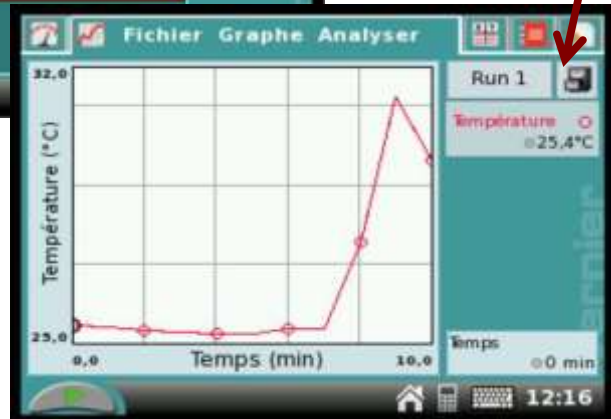 Fichier Graphe Analyser
Run 1
Température
25,4°C
32,0
Température (°C)
25,0
0,0
Temps (min)
10,0
Temps
0 min
12:16